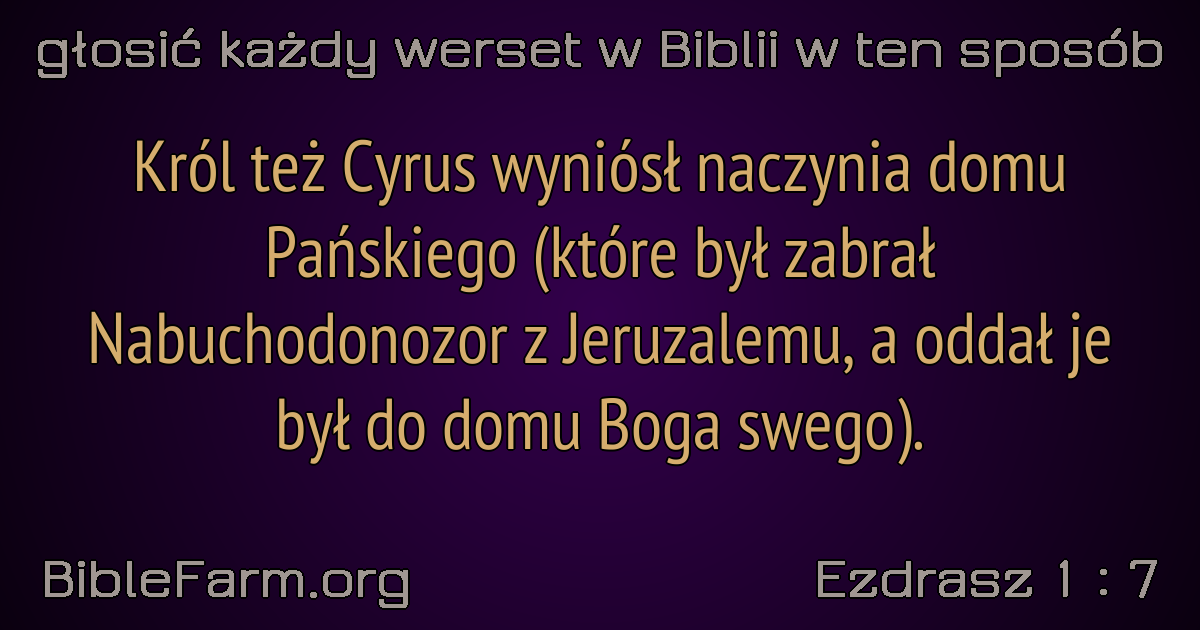 głosić każdy werset w Biblii w ten sposób
Król też Cyrus wyniósł naczynia domu
Pańskiego (które był zabrał
Nabuchodonozor z Jeruzalemu, a oddał je
był do domu Boga swego).
BibleFarm.org
Ezdrasz 1 : 7